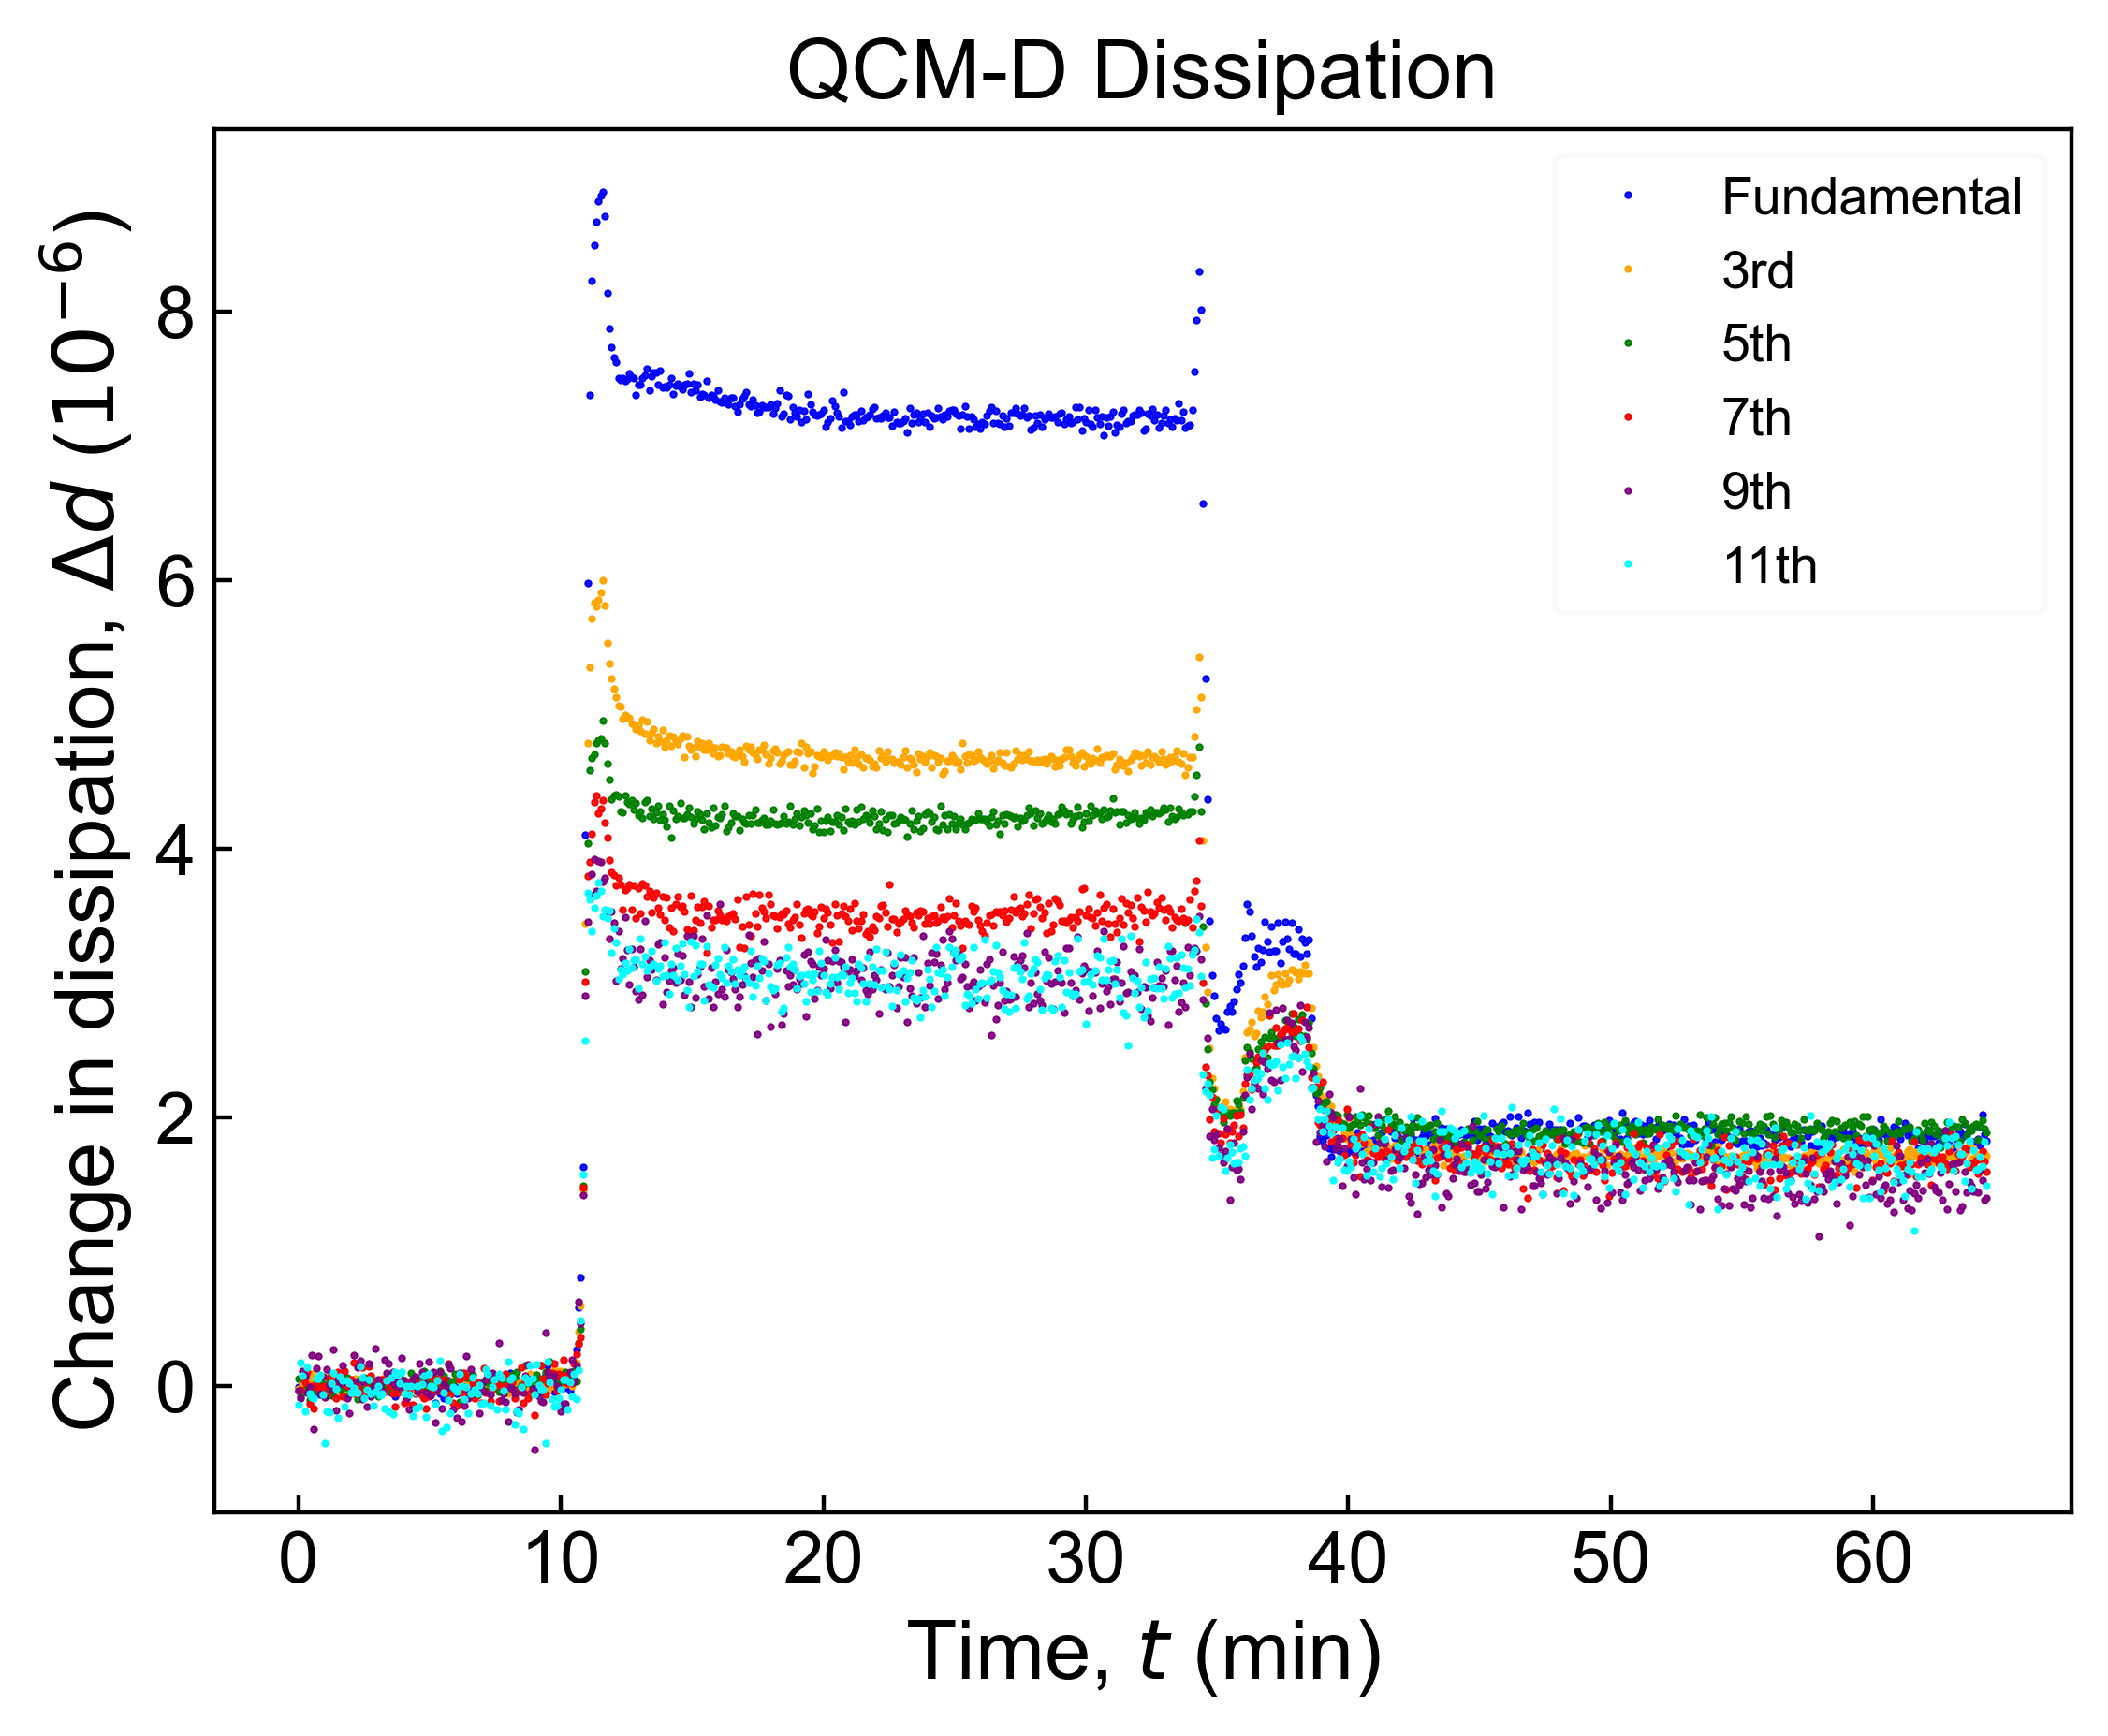 QCM-D Dissipation
Change in dissipation, Δd (10⁻⁶)
8
6
4
2
0
Fundamental
3rd
5th
7th
9th
11th
0 10 20 30 40 50 60
Time, t (min)